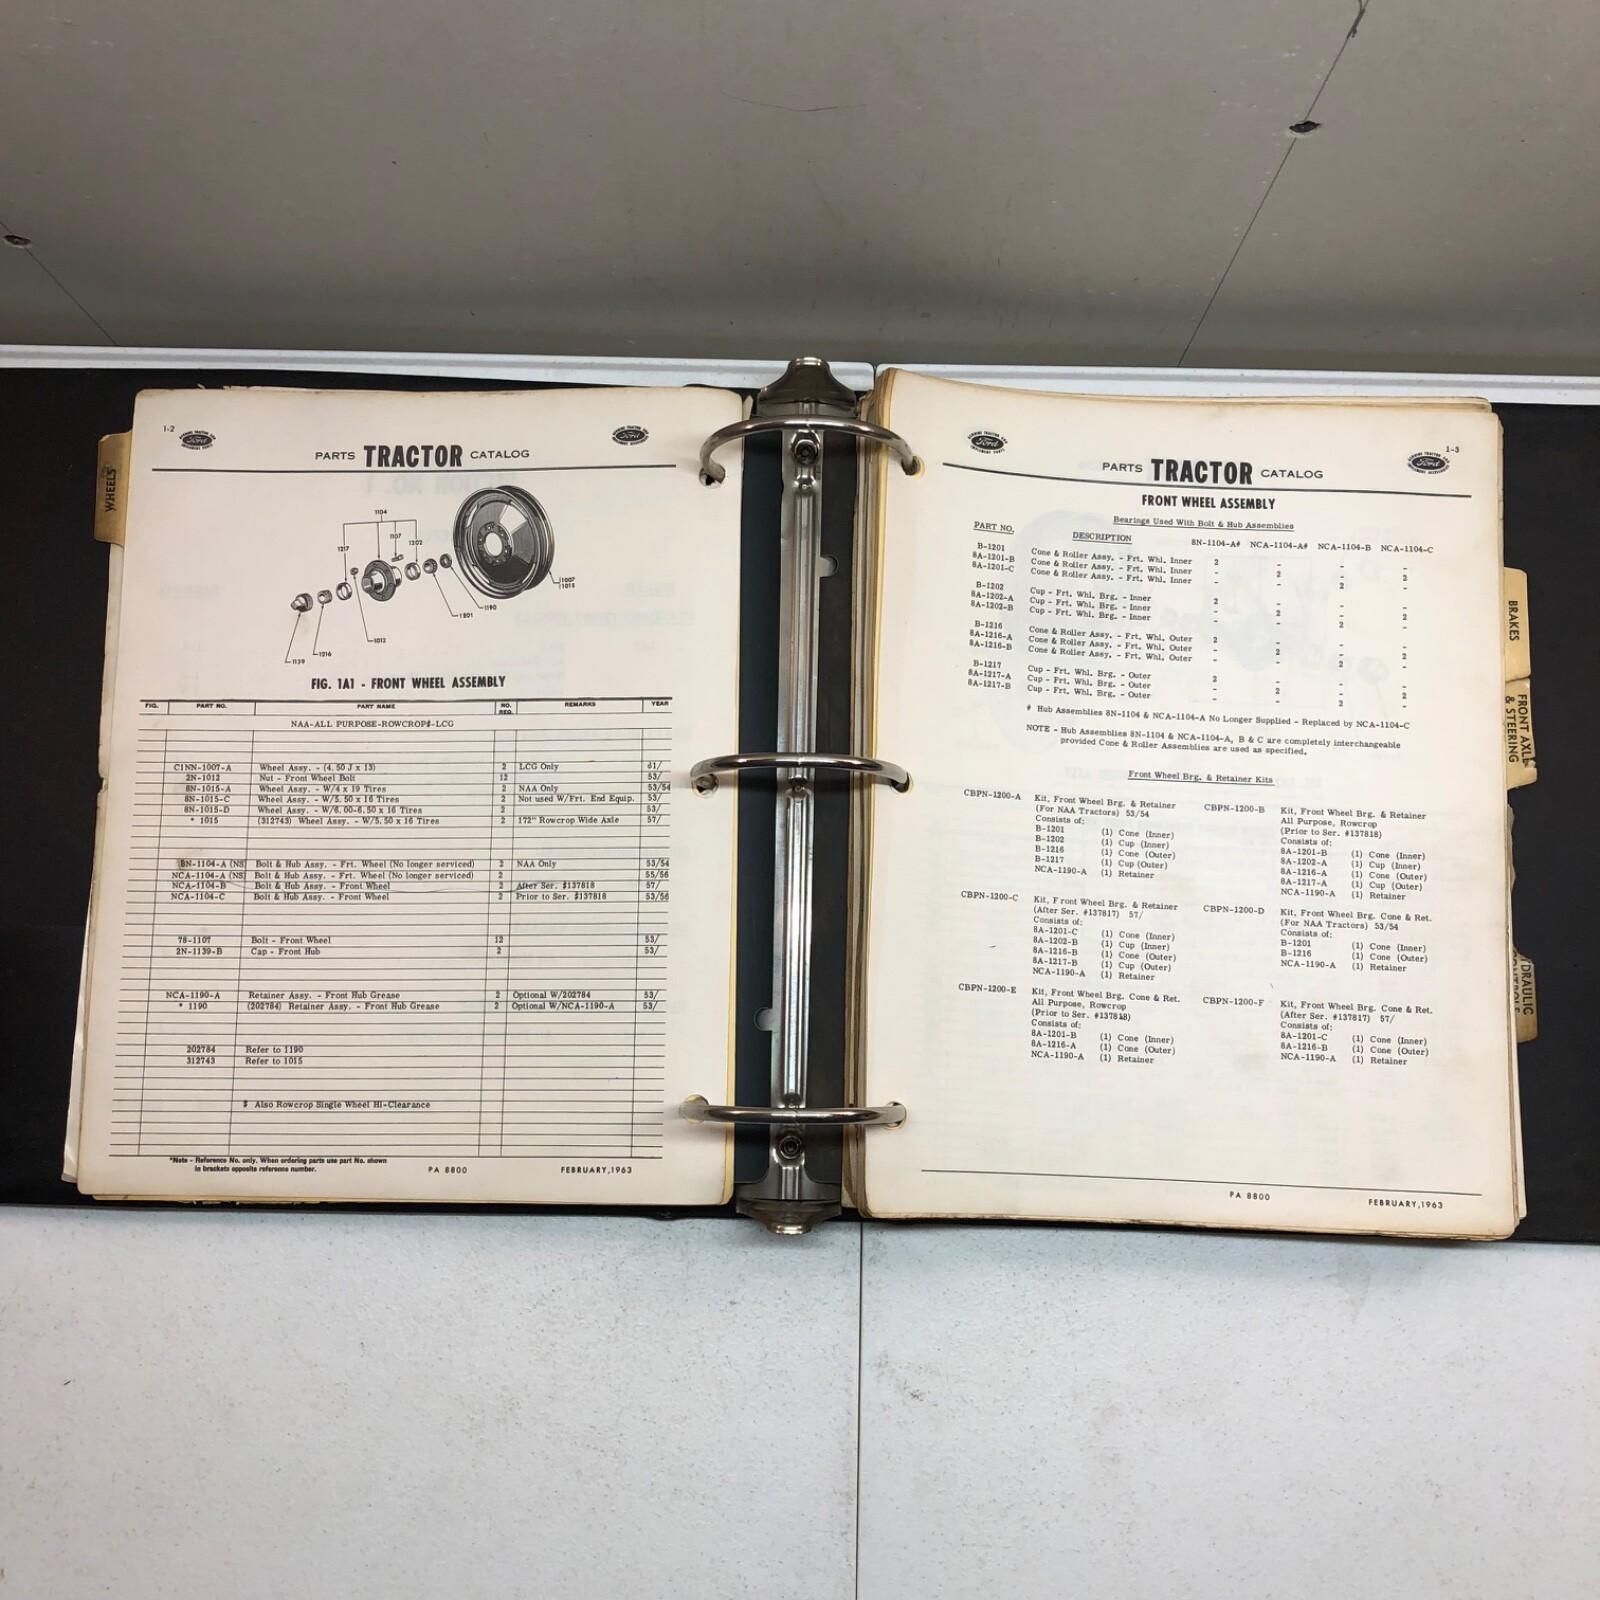 WHEELS
1-2
Ford
Ford
PARTS TRACTOR CATALOG
1104
1107
1217
1202
1007
1015
1190
1201
1012
1216
1139
FIG. 1A1 - FRONT WHEEL ASSEMBLY
FIG. PART NO. PART NAME NO. REQ. REMARKS YEAR
NAA-ALL PURPOSE-ROWCROP#-LCG
C1NN-1007-A Wheel Assy. - (4.50 J x 13) 2 LCG Only 61/
2N-1012 Nut - Front Wheel Bolt 12 53/
8N-1015-A Wheel Assy. - W/4 x 19 Tires 2 NAA Only 53/54
8N-1015-C Wheel Assy. - W/5.50 x 16 Tires 2 Not used W/Frt. End Equip. 53/
8N-1015-D Wheel Assy. - W/6.00-6.50 x 16 Tires 2 53/
* 1015 (312743) Wheel Assy. - W/5.50 x 16 Tires 2 172" Rowcrop Wide Axle 57/
8N-1104-A (NS) Bolt & Hub Assy. - Frt. Wheel (No longer serviced) 2 NAA Only 53/54
NCA-1104-A (NS) Bolt & Hub Assy. - Frt. Wheel (No longer serviced) 2 55/56
NCA-1104-B Bolt & Hub Assy. - Front Wheel 2 After Ser. #137818 57/
NCA-1104-C Bolt & Hub Assy. - Front Wheel 2 Prior to Ser. #137818 53/56
78-1107 Bolt - Front Wheel 12 53/
2N-1139-B Cap - Front Hub 2 53/
NCA-1190-A Retainer Assy. - Front Hub Grease 2 Optional W/202784 53/
* 1190 (202784) Retainer Assy. - Front Hub Grease 2 Optional W/NCA-1190-A 53/
202784 Refer to 1190
312743 Refer to 1015
# Also Rowcrop Single Wheel Hi-Clearance
*Note - Reference No. only. When ordering parts use part No. shown
in brackets opposite reference number.
PA 8800 FEBRUARY, 1963
1-3
Ford
Ford
PARTS TRACTOR CATALOG
FRONT WHEEL ASSEMBLY
Bearings Used With Bolt & Hub Assemblies
PART NO. DESCRIPTION 8N-1104-A# NCA-1104-A# NCA-1104-B NCA-1104-C
B-1201 Cone & Roller Assy. - Frt. Whl. Inner 2 - - -
8A-1201-B Cone & Roller Assy. - Frt. Whl. Inner - 2 - 2
8A-1201-C Cone & Roller Assy. - Frt. Whl. Inner - - 2 -
B-1202 Cup - Frt. Whl. Brg. - Inner 2 - - -
8A-1202-A Cup - Frt. Whl. Brg. - Inner - 2 - 2
8A-1202-B Cup - Frt. Whl. Brg. - Inner - - 2 -
B-1216 Cone & Roller Assy. - Frt. Whl. Outer 2 - - -
8A-1216-A Cone & Roller Assy. - Frt. Whl. Outer - 2 - 2
8A-1216-B Cone & Roller Assy. - Frt. Whl. Outer - - 2 -
B-1217 Cup - Frt. Whl. Brg. - Outer 2 - - -
8A-1217-A Cup - Frt. Whl. Brg. - Outer - 2 - 2
8A-1217-B Cup - Frt. Whl. Brg. - Outer - - 2 -
# Hub Assemblies 8N-1104 & NCA-1104-A No Longer Supplied - Replaced by NCA-1104-C
NOTE - Hub Assemblies 8N-1104 & NCA-1104-A, B & C are completely interchangeable
provided Cone & Roller Assemblies are used as specified.
Front Wheel Brg. & Retainer Kits
CBPN-1200-A Kit, Front Wheel Brg. & Retainer
(For NAA Tractors) 53/54
Consists of:
B-1201 (1) Cone (Inner)
B-1202 (1) Cup (Inner)
B-1216 (1) Cone (Outer)
B-1217 (1) Cup (Outer)
NCA-1190-A (1) Retainer
CBPN-1200-B Kit, Front Wheel Brg. & Retainer
All Purpose, Rowcrop
(Prior to Ser. #137818)
Consists of:
8A-1201-B (1) Cone (Inner)
8A-1202-A (1) Cup (Inner)
8A-1216-A (1) Cone (Outer)
8A-1217-A (1) Cup (Outer)
NCA-1190-A (1) Retainer
CBPN-1200-C Kit, Front Wheel Brg. & Retainer
(After Ser. #137817) 57/
Consists of:
8A-1201-C (1) Cone (Inner)
8A-1202-B (1) Cup (Inner)
8A-1216-B (1) Cone (Outer)
8A-1217-B (1) Cup (Outer)
NCA-1190-A (1) Retainer
CBPN-1200-D Kit, Front Wheel Brg. Cone & Ret.
(For NAA Tractors) 53/54
Consists of:
B-1201 (1) Cone (Inner)
B-1216 (1) Cone (Outer)
NCA-1190-A (1) Retainer
CBPN-1200-E Kit, Front Wheel Brg. Cone & Ret.
All Purpose, Rowcrop
(Prior to Ser. #137818)
Consists of:
8A-1201-B (1) Cone (Inner)
8A-1216-A (1) Cone (Outer)
NCA-1190-A (1) Retainer
CBPN-1200-F Kit, Front Wheel Brg. Cone & Ret.
(After Ser. #137817) 57/
Consists of:
8A-1201-C (1) Cone (Inner)
8A-1216-B (1) Cone (Outer)
NCA-1190-A (1) Retainer
PA 8800 FEBRUARY, 1963
BRAKES
FRONT AXLE
& STEERING